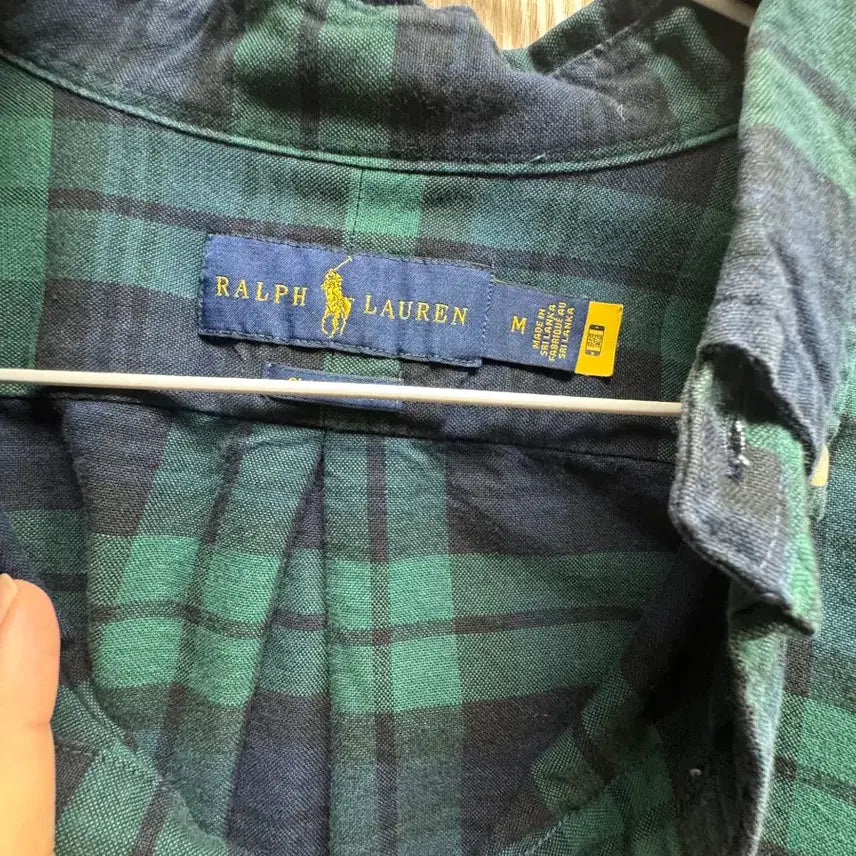 RALPH LAUREN
M
MADE IN
SRI LANKA
FABRIQUÉ AU
SRI LANKA